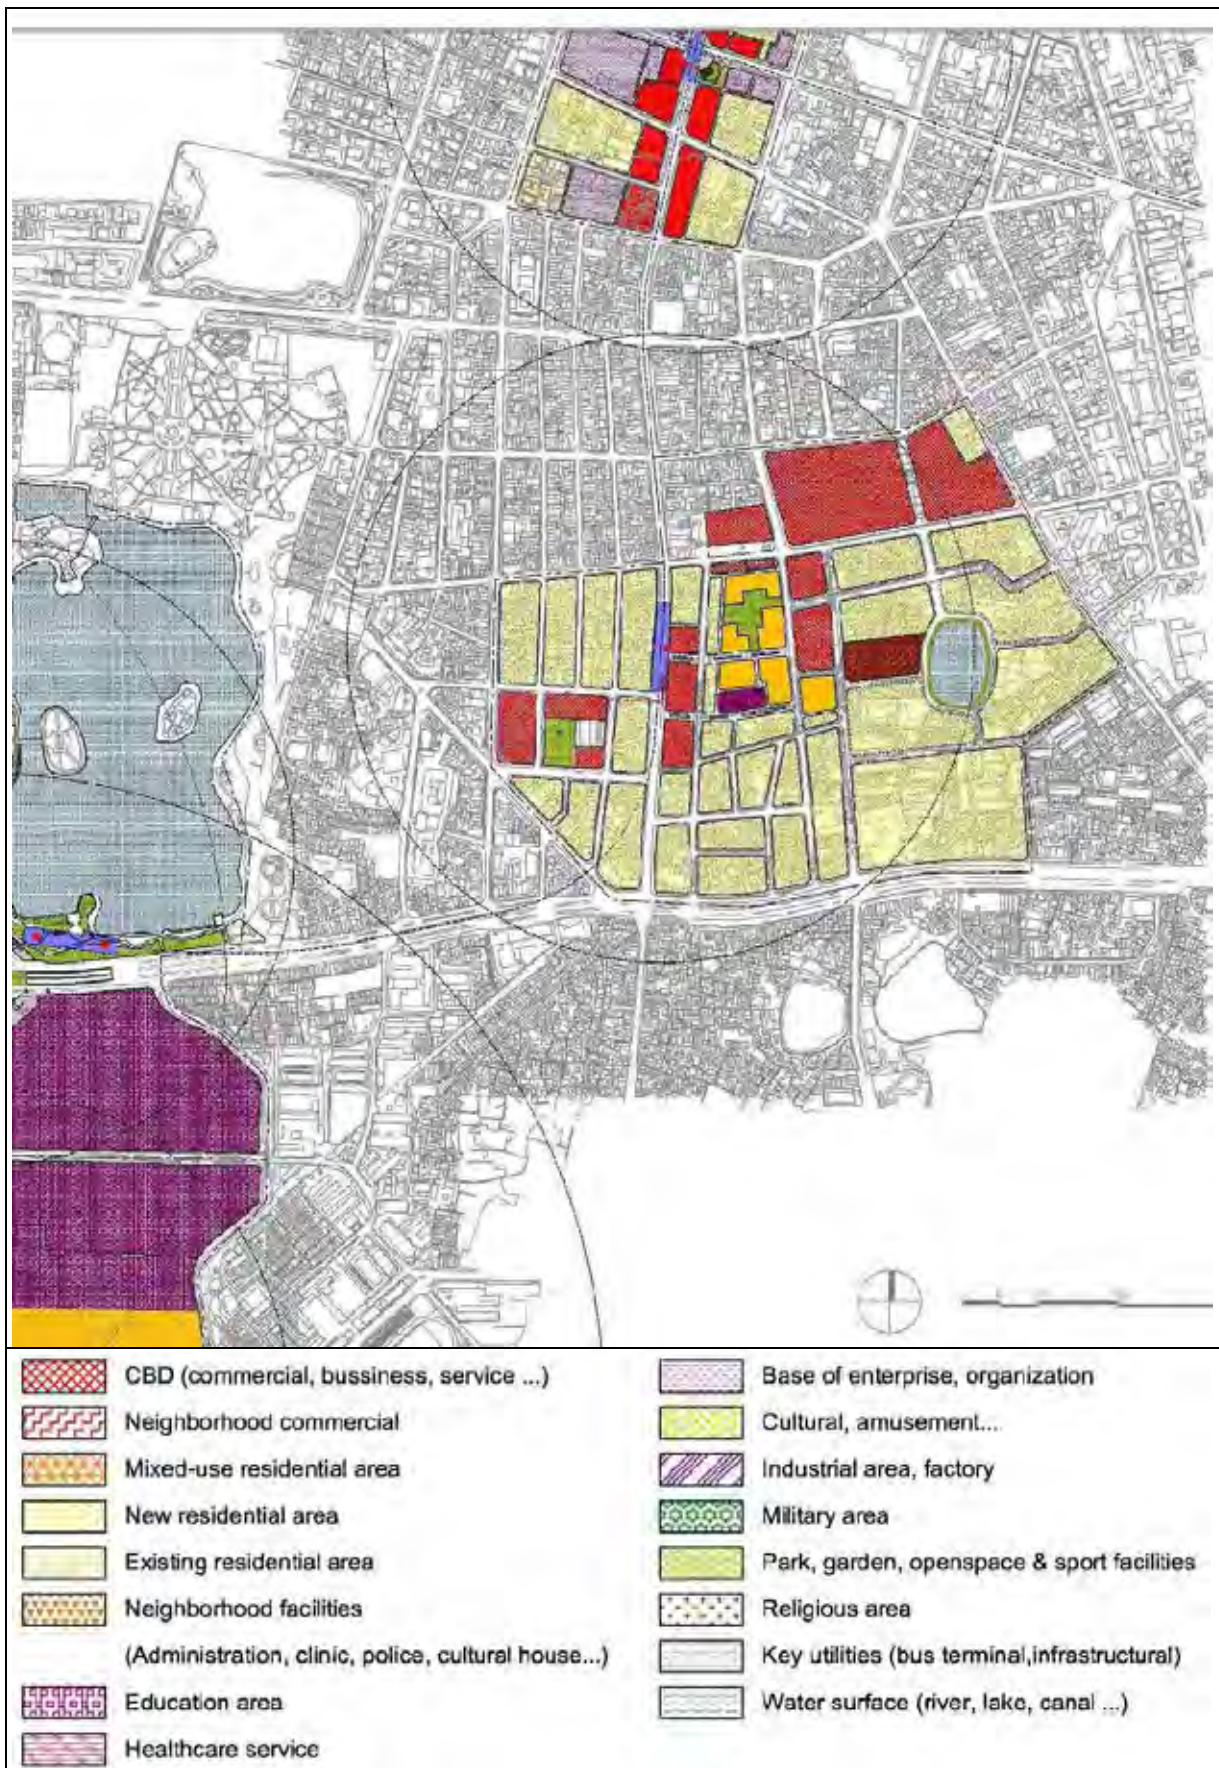 CBD (commercial, bussiness, service ...)
Neighborhood commercial
Mixed-use residential area
New residential area
Existing residential area
Neighborhood facilities
(Administration, clinic, police, cultural house...)
Education area
Healthcare service
Base of enterprise, organization
Cultural, amusement...
Industrial area, factory
Military area
Park, garden, openspace & sport facilities
Religious area
Key utilities (bus terminal,infrastructural)
Water surface (river, lake, canal ...)